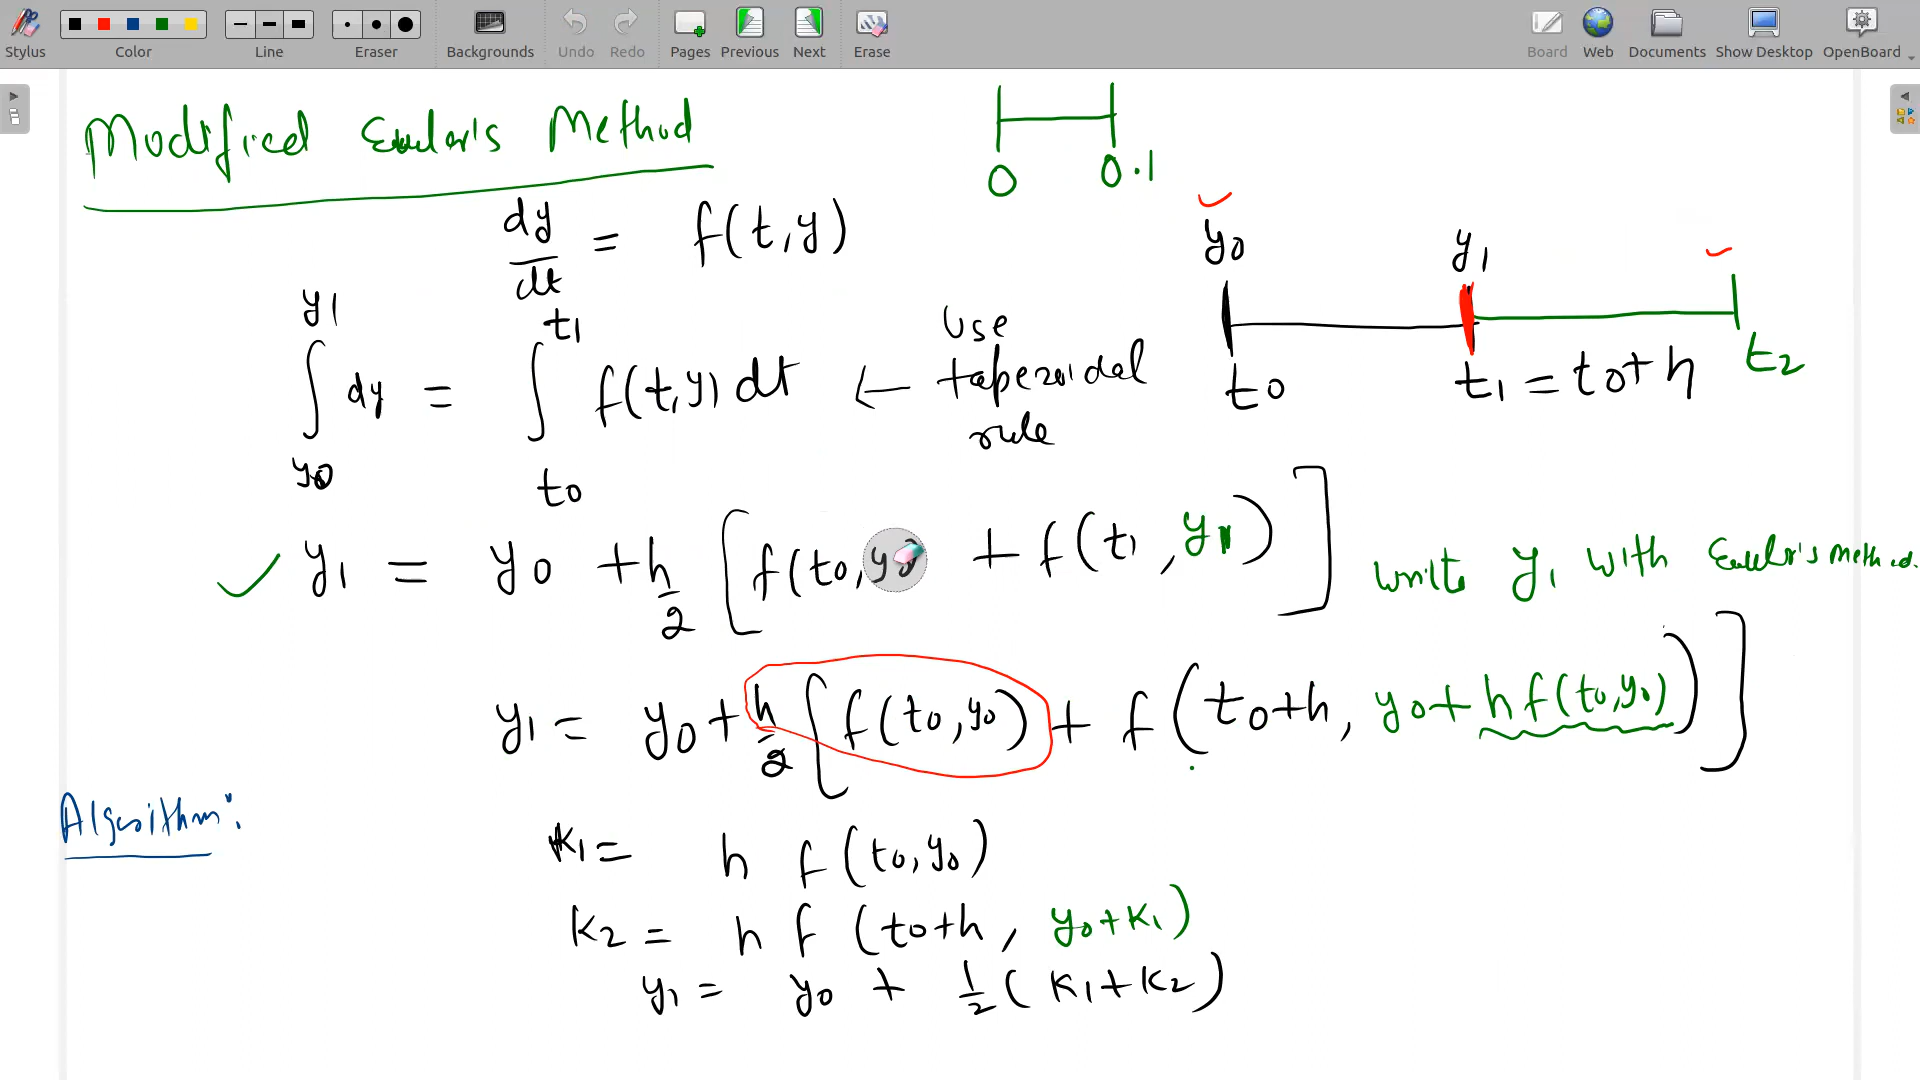 Stylus Color Line Eraser Backgrounds Undo Redo Pages Previous Next Erase Board Web Documents Show Desktop OpenBoard
Modified Euler's Method
0 0.1
dy/dt = f(t,y)
y0 y1
t0 t1 = t0+h t2
∫_{y0}^{y1} dy = ∫_{t0}^{t1} f(t,y) dt ← use tapezoidal rule
✓ y1 = y0 + h/2 [f(t0,y0) + f(t1,y1)] write y1 with Euler's method.
y1 = y0 + h/2 [f(t0,y0) + f(t0+h, y0+hf(t0,y0))]
Algorithm:
K1 = h f(t0,y0)
K2 = h f(t0+h, y0+K1)
y1 = y0 + 1/2 (K1+K2)